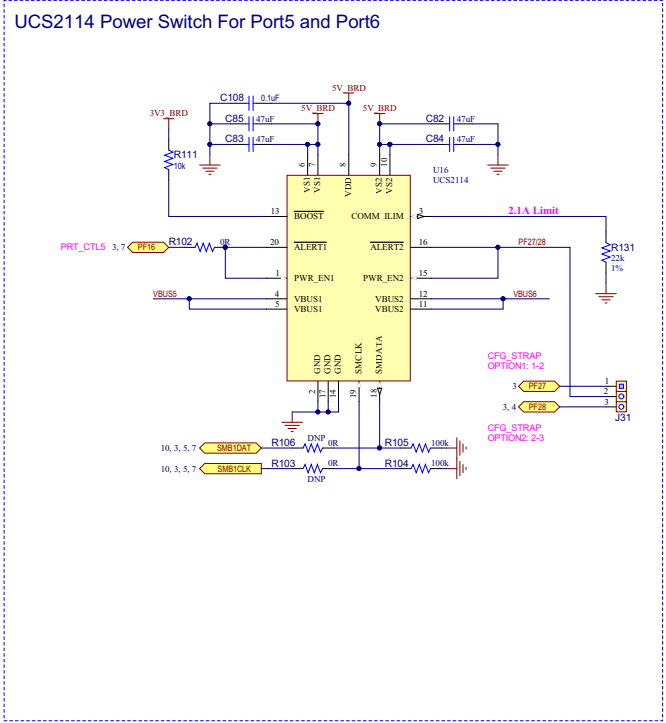 UCS2114 Power Switch For Port5 and Port6
5V_BRD
C108 0.1uF
3V3_BRD
C85 47uF
5V_BRD
5V_BRD
C82 47uF
C83 47uF
C84 47uF
R111
10k
6 7 8 9 10
VS1 VS1 VDD VS2 VS2
U16
UCS2114
13 BOOST
COMM ILIM 3
2.1A Limit
PRT_CTL5 3, 7 PF16 R102 0R 20 ALERT1
ALERT2 16 PF27/28
R131
22k
1%
1 PWR_EN1
PWR_EN2 15
VBUS5 4 VBUS1
5 VBUS1
VBUS2 12 VBUS6
VBUS2 11
GND GND GND SMCLK SMDATA
2 17 14 19 18
CFG_STRAP
OPTION1: 1-2
3 PF27 1
2
3, 4 PF28 3
J31
CFG_STRAP
OPTION2: 2-3
10, 3, 5, 7 SMB1DAT R106 DNP 0R R105 100k
10, 3, 5, 7 SMB1CLK R103 0R DNP R104 100k